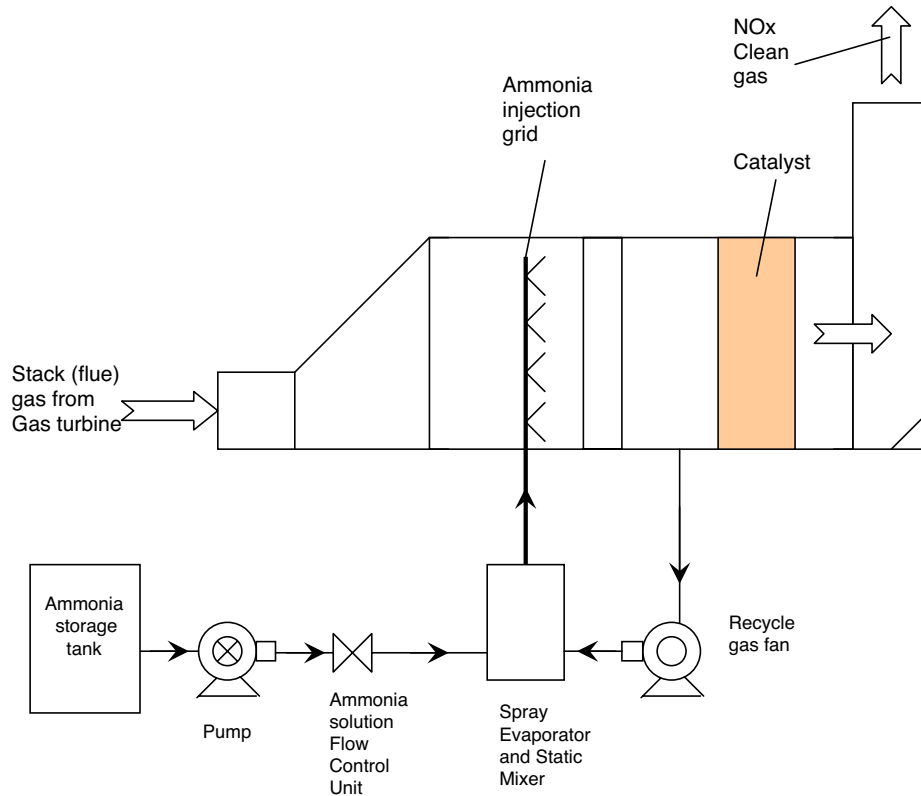 NOx
Clean
gas
Ammonia
injection
grid
Catalyst
Stack (flue)
gas from
Gas turbine
Ammonia
storage
tank
Pump
Ammonia
solution
Flow
Control
Unit
Spray
Evaporator
and Static
Mixer
Recycle
gas fan